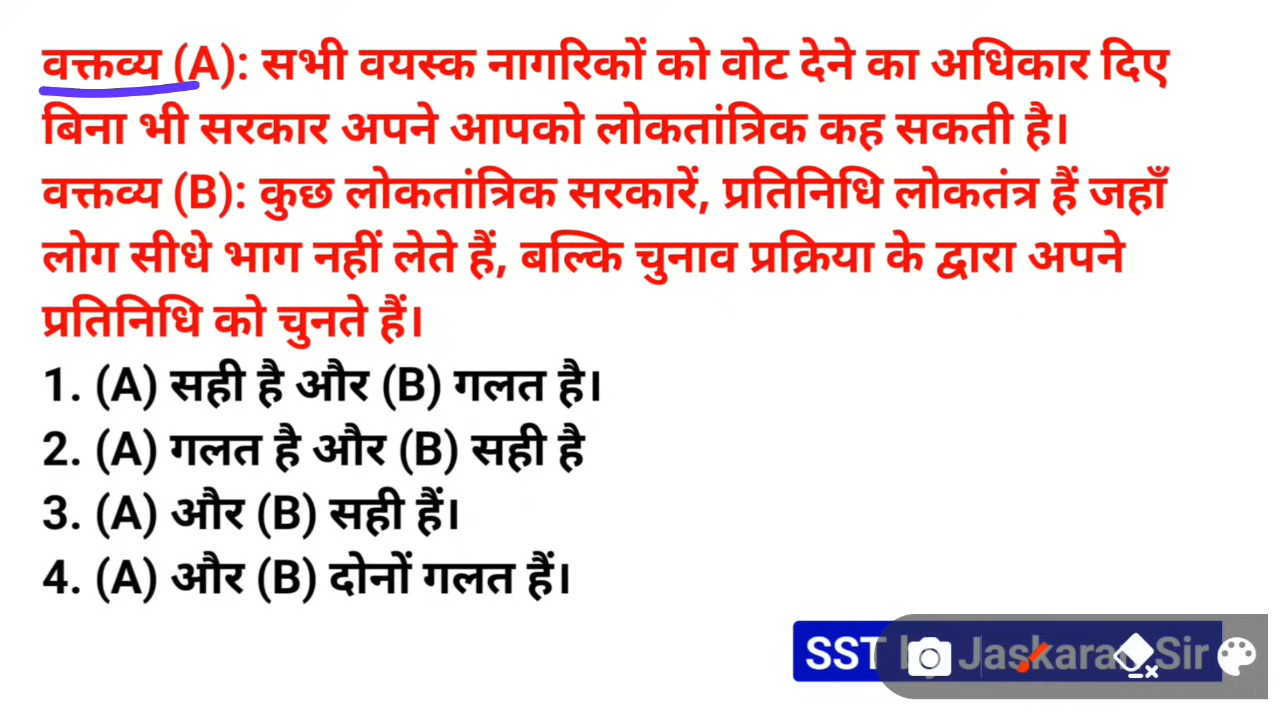 वक्तव्य (A): सभी वयस्क नागरिकों को वोट देने का अधिकार दिए
बिना भी सरकार अपने आपको लोकतांत्रिक कह सकती है।
वक्तव्य (B): कुछ लोकतांत्रिक सरकारें, प्रतिनिधि लोकतंत्र हैं जहाँ
लोग सीधे भाग नहीं लेते हैं, बल्कि चुनाव प्रक्रिया के द्वारा अपने
प्रतिनिधि को चुनते हैं।
1. (A) सही है और (B) गलत है।
2. (A) गलत है और (B) सही है
3. (A) और (B) सही हैं।
4. (A) और (B) दोनों गलत हैं।
SST by Jaskaran Sir